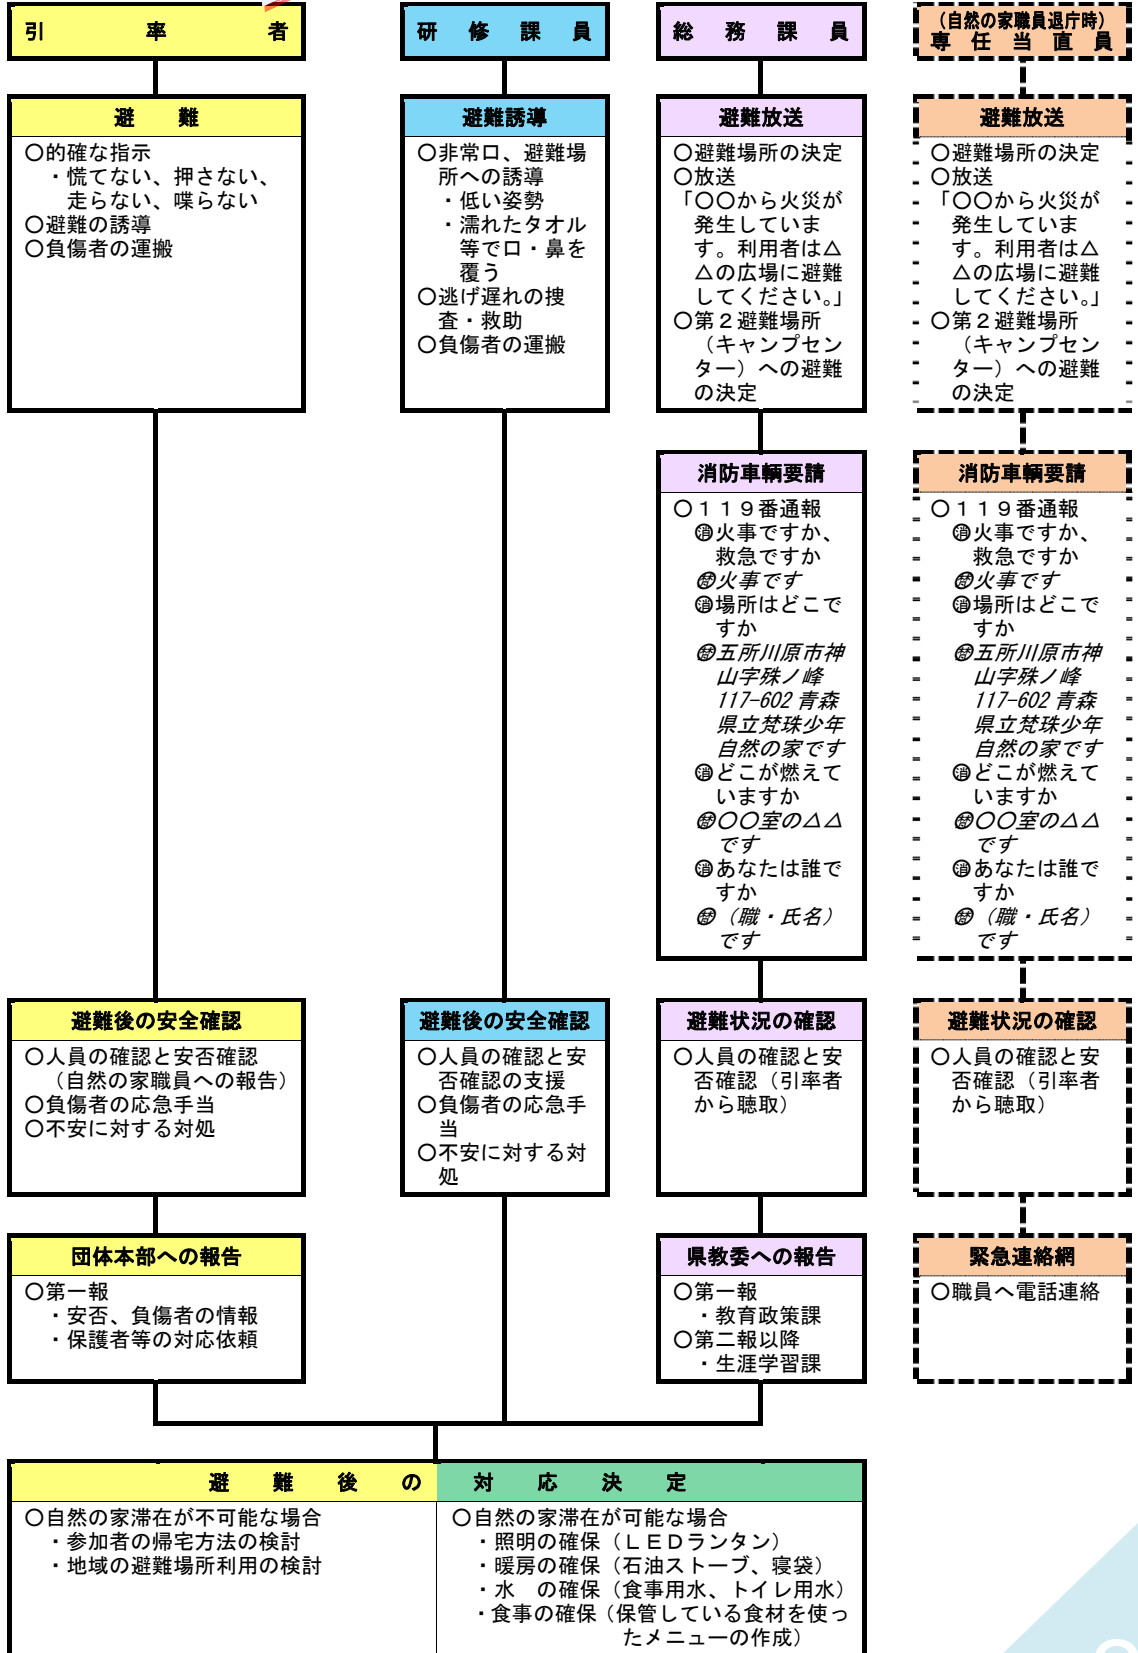 引率者
避難
〇的確な指示
・慌てない、押さない、
走らない、喋らない
〇避難の誘導
〇負傷者の運搬
避難後の安全確認
〇人員の確認と安否確認
（自然の家職員への報告）
〇負傷者の応急手当
〇不安に対する対処
団体本部への報告
〇第一報
・安否、負傷者の情報
・保護者等の対応依頼
研修課員
避難誘導
〇非常口、避難場
所への誘導
・低い姿勢
・濡れたタオル
等で口・鼻を
覆う
〇逃げ遅れの捜
査・救助
〇負傷者の運搬
避難後の安全確認
〇人員の確認と安
否確認の支援
〇負傷者の応急手
当
〇不安に対する対
処
総務課員
避難放送
〇避難場所の決定
〇放送
「〇〇から火災が
発生していま
す。利用者は△
△の広場に避難
してください。」
〇第２避難場所
（キャンプセン
ター）への避難
の決定
消防車輌要請
〇１１９番通報
㊋火事ですか、
救急ですか
火事です
場所はどこで
すか
五所川原市神
山字殊ノ峰
117-602 青森
県立梵珠少年
自然の家です
どこが燃えて
いますか
〇〇室の△△
です
あなたは誰で
すか
（職・氏名）
です
避難状況の確認
〇人員の確認と安
否確認（引率者
から聴取）
県教委への報告
〇第一報
・教育政策課
〇第二報以降
・生涯学習課
（自然の家職員退庁時）
専任当直員
避難放送
〇避難場所の決定
〇放送
「〇〇から火災が
発生していま
す。利用者は△
△の広場に避難
してください。」
〇第２避難場所
（キャンプセン
ター）への避難
の決定
消防車輌要請
〇１１９番通報
火事ですか、
救急ですか
火事です
場所はどこで
すか
五所川原市神
山字殊ノ峰
117-602 青森
県立梵珠少年
自然の家です
どこが燃えて
いますか
〇〇室の△△
です
あなたは誰で
すか
（職・氏名）
です
避難状況の確認
〇人員の確認と安
否確認（引率者
から聴取）
緊急連絡網
〇職員へ電話連絡
避難後の対応決定
〇自然の家滞在が不可能な場合
・参加者の帰宅方法の検討
・地域の避難場所利用の検討
〇自然の家滞在が可能な場合
・照明の確保（ＬＥＤランタン）
・暖房の確保（石油ストーブ、寝袋）
・水　の確保（食事用水、トイレ用水）
・食事の確保（保管している食材を使っ
たメニューの作成）